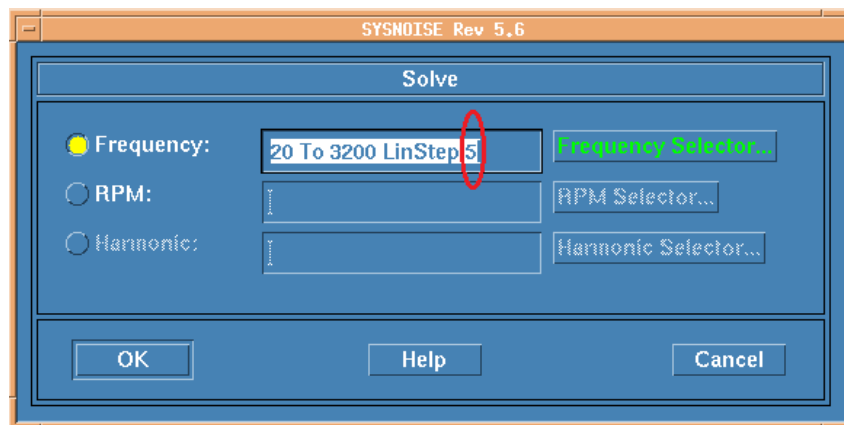 SYSNOISE Rev 5.6
Solve
Frequency: 20 To 3200 LinStep 5 Frequency Selector...
RPM: RPM Selector...
Harmonic: Harmonic Selector...
OK Help Cancel